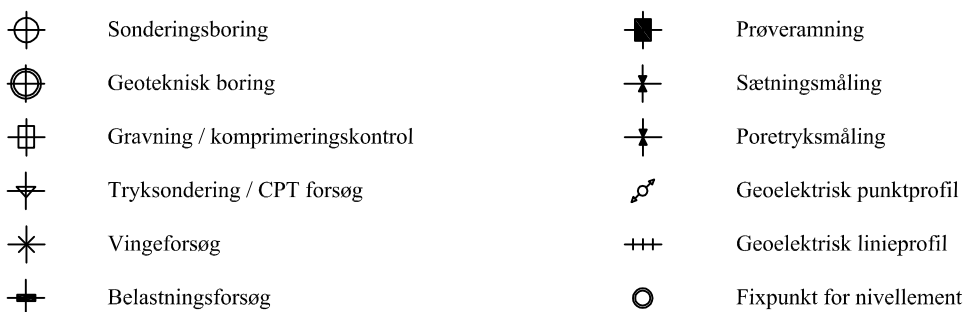 Sonderingsboring
Geoteknisk boring
Gravning / komprimeringskontrol
Tryksondering / CPT forsøg
Vingeforsøg
Belastningsforsøg
Prøveramning
Sætningsmåling
Poretryksmåling
Geoelektrisk punktprofil
Geoelektrisk linieprofil
Fixpunkt for nivellement